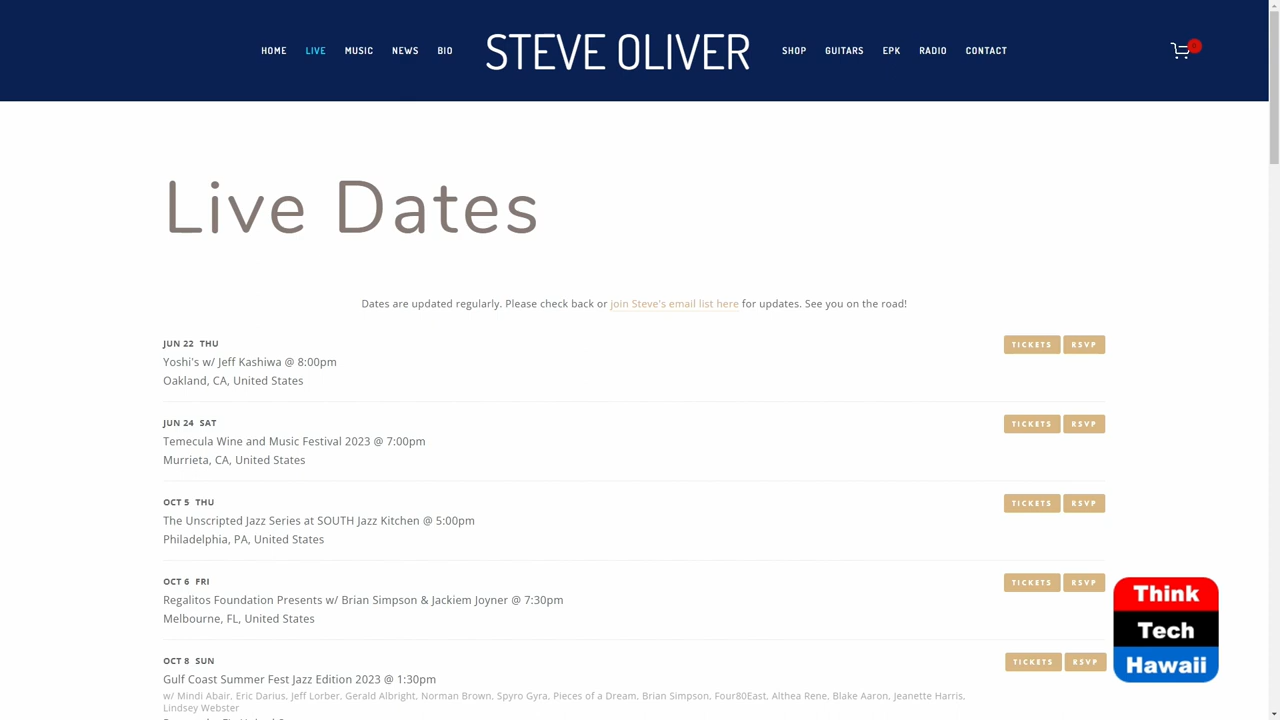 HOME LIVE MUSIC NEWS BIO STEVE OLIVER SHOP GUITARS EPK RADIO CONTACT
Live Dates
Dates are updated regularly. Please check back or join Steve's email list here for updates. See you on the road!
JUN 22 THU
TICKETS RSVP
Yoshi's w/ Jeff Kashiwa @ 8:00pm
Oakland, CA, United States
JUN 24 SAT
TICKETS RSVP
Temecula Wine and Music Festival 2023 @ 7:00pm
Murrieta, CA, United States
OCT 5 THU
TICKETS RSVP
The Unscripted Jazz Series at SOUTH Jazz Kitchen @ 5:00pm
Philadelphia, PA, United States
OCT 6 FRI
TICKETS RSVP
Regalitos Foundation Presents w/ Brian Simpson & Jackiem Joyner @ 7:30pm
Melbourne, FL, United States
OCT 8 SUN
TICKETS RSVP
Gulf Coast Summer Fest Jazz Edition 2023 @ 1:30pm
w/ Mindi Abair, Eric Darius, Jeff Lorber, Gerald Albright, Norman Brown, Spyro Gyra, Pieces of a Dream, Brian Simpson, Four80East, Althea Rene, Blake Aaron, Jeanette Harris,
Lindsey Webster
Think
Tech
Hawaii